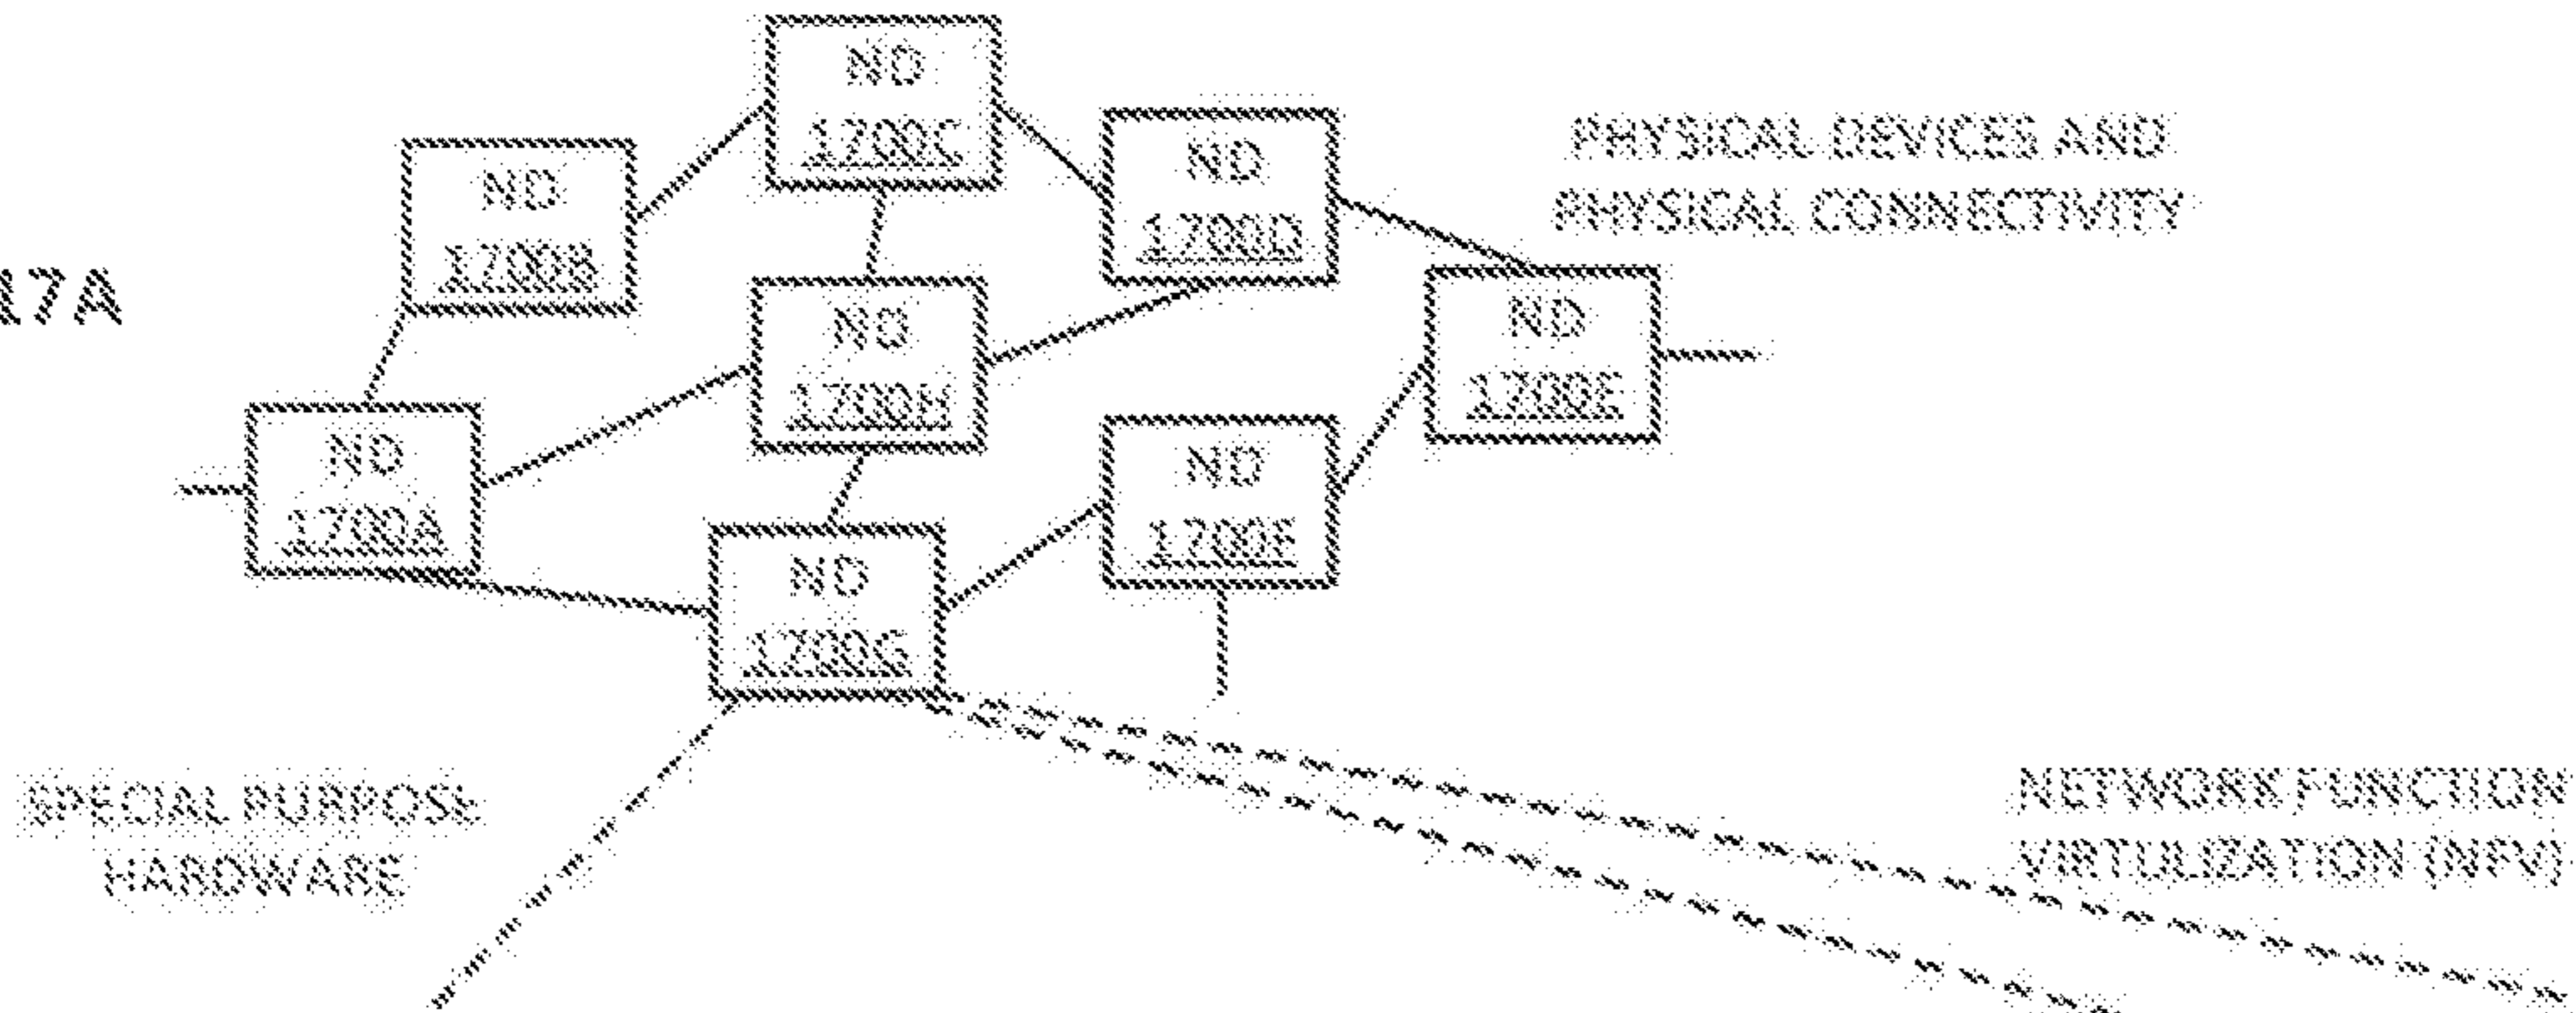 ND
1700C
ND
1700D
PHYSICAL DEVICES AND
PHYSICAL CONNECTIVITY
ND
1700B
17A
ND
1700H
ND
1700E
ND
1700A
ND
1700F
ND
1700G
SPECIAL PURPOSE
HARDWARE
NETWORK FUNCTION
VIRTULIZATION (NFV)